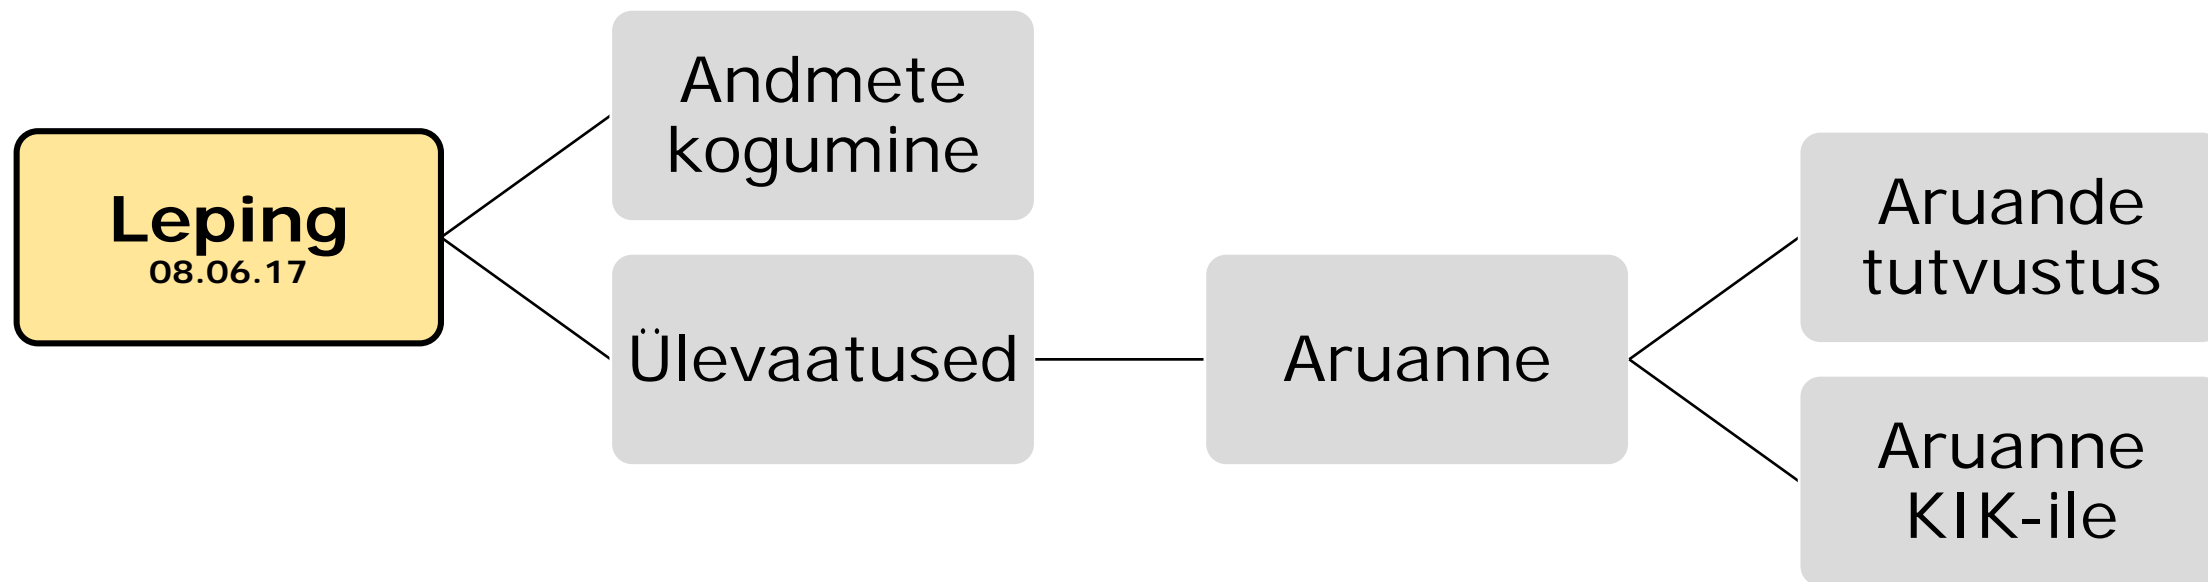 Leping
08.06.17
Andmete
kogumine
Ülevaatused
Aruanne
Aruande
tutvustus
Aruanne
KIK-ile